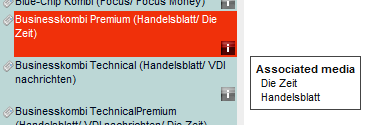 Blue-Chip Kombi (Focus/ Focus Money)
Businesskombi Premium (Handelsblatt/ Die
Zeit)
Businesskombi Technical (Handelsblatt/ VDI
nachrichten)
Businesskombi TechnicalPremium
(Handelsblatt/ VDI nachrichten/ Die Zeit)
Associated media
Die Zeit
Handelsblatt